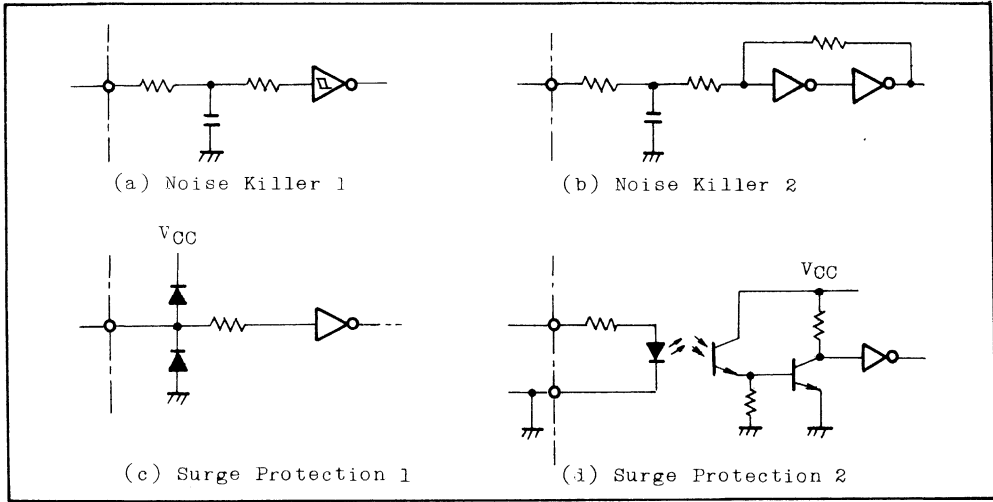 (a) Noise Killer 1
(b) Noise Killer 2
VCC
VCC
(c) Surge Protection 1
(d) Surge Protection 2